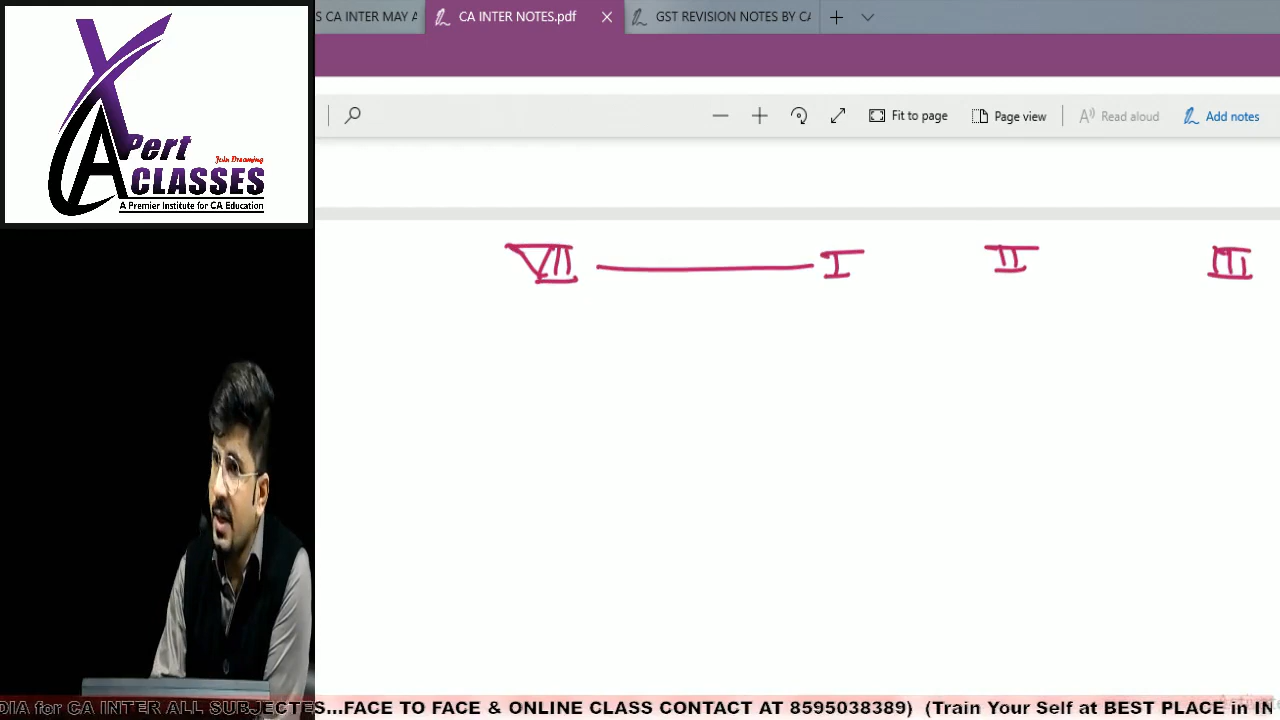 S CA INTER MAY A
CA INTER NOTES.pdf
GST REVISION NOTES BY CA
Fit to page
Page view
A Read aloud
Add notes
XPert
CLASSES
Join Dreaming
CA
A Premier Institute for CA Education
VII I II III
DIA for CA INTER ALL SUBJECTES...FACE TO FACE & ONLINE CLASS CONTACT AT 8595038389) (Train Your Self at BEST PLACE in IN